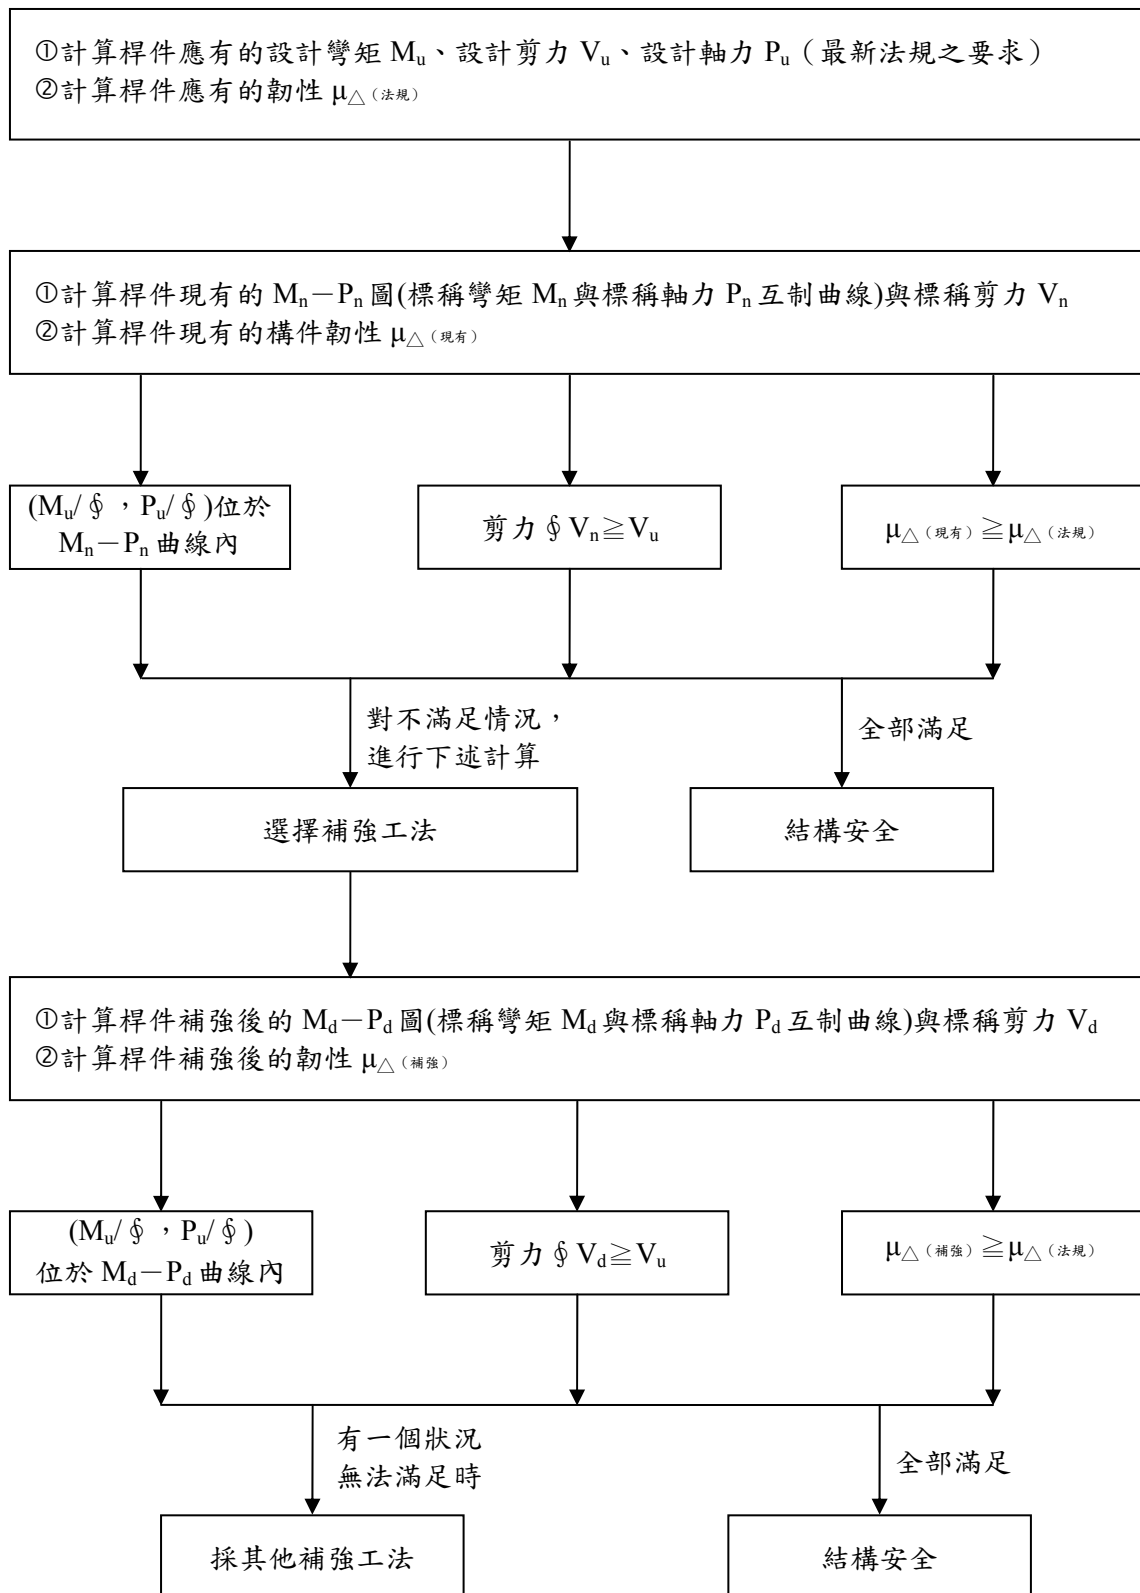 ①計算桿件應有的設計彎矩 Mu、設計剪力 Vu、設計軸力 Pu（最新法規之要求）
②計算桿件應有的韌性 μ△（法規）
①計算桿件現有的 Mn－Pn 圖(標稱彎矩 Mn 與標稱軸力 Pn 互制曲線)與標稱剪力 Vn
②計算桿件現有的構件韌性 μ△（現有）
(Mu/∮，Pu/∮)位於
Mn－Pn 曲線內
剪力∮Vn≧Vu
μ△（現有）≧μ△（法規）
對不滿足情況，
進行下述計算
全部滿足
選擇補強工法
結構安全
①計算桿件補強後的 Md－Pd 圖(標稱彎矩 Md 與標稱軸力 Pd 互制曲線)與標稱剪力 Vd
②計算桿件補強後的韌性 μ△（補強）
(Mu/∮，Pu/∮)
位於 Md－Pd 曲線內
剪力∮Vd≧Vu
μ△（補強）≧μ△（法規）
有一個狀況
無法滿足時
全部滿足
採其他補強工法
結構安全